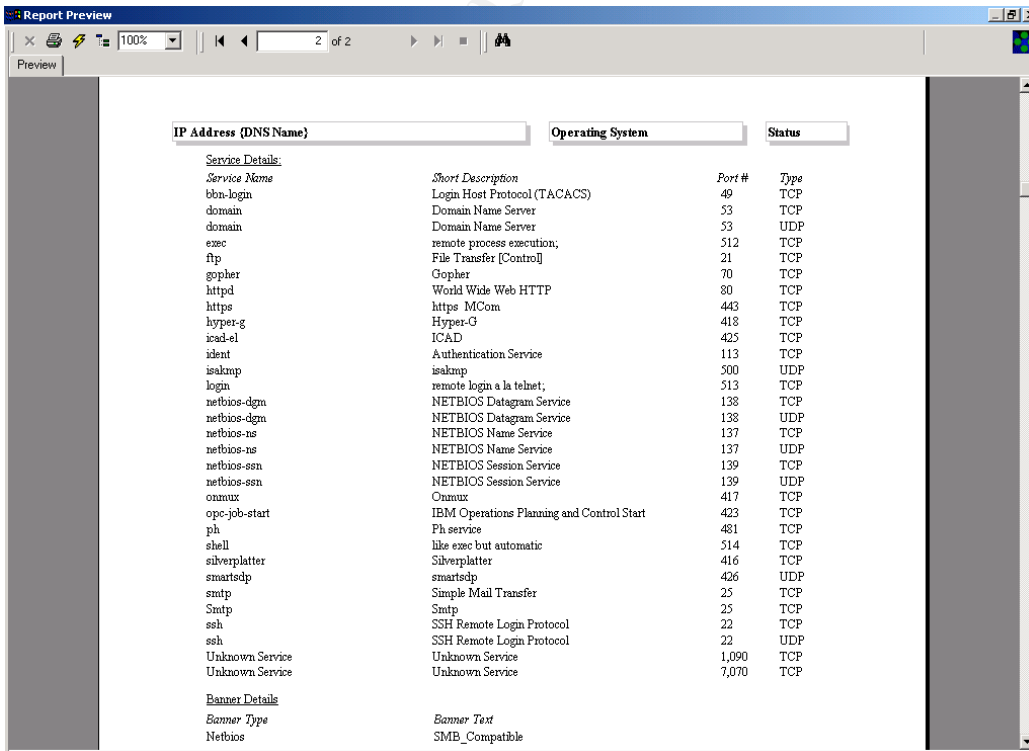 Report Preview
100% 2 of 2
Preview
IP Address {DNS Name} Operating System Status
Service Details:
Service Name Short Description Port # Type
bbn-login Login Host Protocol (TACACS) 49 TCP
domain Domain Name Server 53 TCP
domain Domain Name Server 53 UDP
exec remote process execution; 512 TCP
ftp File Transfer [Control] 21 TCP
gopher Gopher 70 TCP
httpd World Wide Web HTTP 80 TCP
https https MCom 443 TCP
hyper-g Hyper-G 418 TCP
icad-el ICAD 425 TCP
ident Authentication Service 113 TCP
isakmp isakmp 500 UDP
login remote login a la telnet; 513 TCP
netbios-dgm NETBIOS Datagram Service 138 TCP
netbios-dgm NETBIOS Datagram Service 138 UDP
netbios-ns NETBIOS Name Service 137 TCP
netbios-ns NETBIOS Name Service 137 UDP
netbios-ssn NETBIOS Session Service 139 TCP
netbios-ssn NETBIOS Session Service 139 UDP
onmux Onmux 417 TCP
opc-job-start IBM Operations Planning and Control Start 423 TCP
ph Ph service 481 TCP
shell like exec but automatic 514 TCP
silverplatter Silverplatter 416 TCP
smartsdp smartsdp 426 UDP
smtp Simple Mail Transfer 25 TCP
Smtp Smtp 25 TCP
ssh SSH Remote Login Protocol 22 TCP
ssh SSH Remote Login Protocol 22 UDP
Unknown Service Unknown Service 1,090 TCP
Unknown Service Unknown Service 7,070 TCP
Banner Details
Banner Type Banner Text
Netbios SMB_Compatible